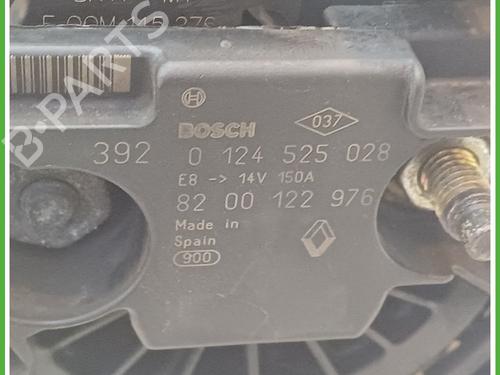 BOSCH
037
392 0 124 525 028
E8 -> 14V 150A
82 00 122 976
Made in
Spain
900
B-PARTS